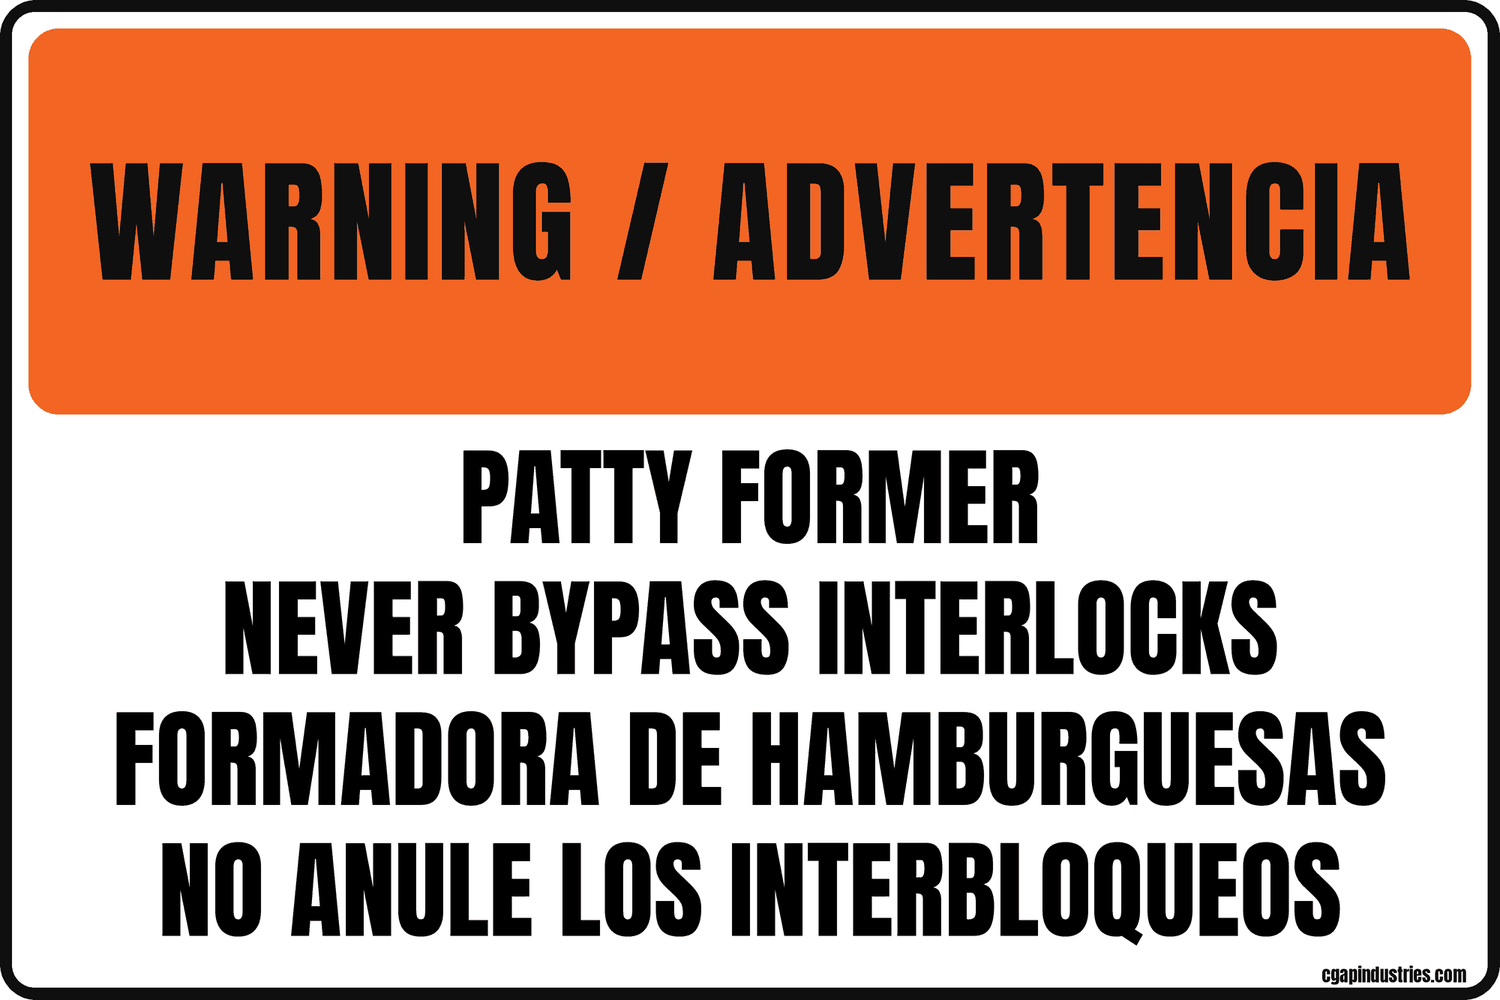 WARNING / ADVERTENCIA
PATTY FORMER
NEVER BYPASS INTERLOCKS
FORMADORA DE HAMBURGUESAS
NO ANULE LOS INTERBLOQUEOS
cgapindustries.com